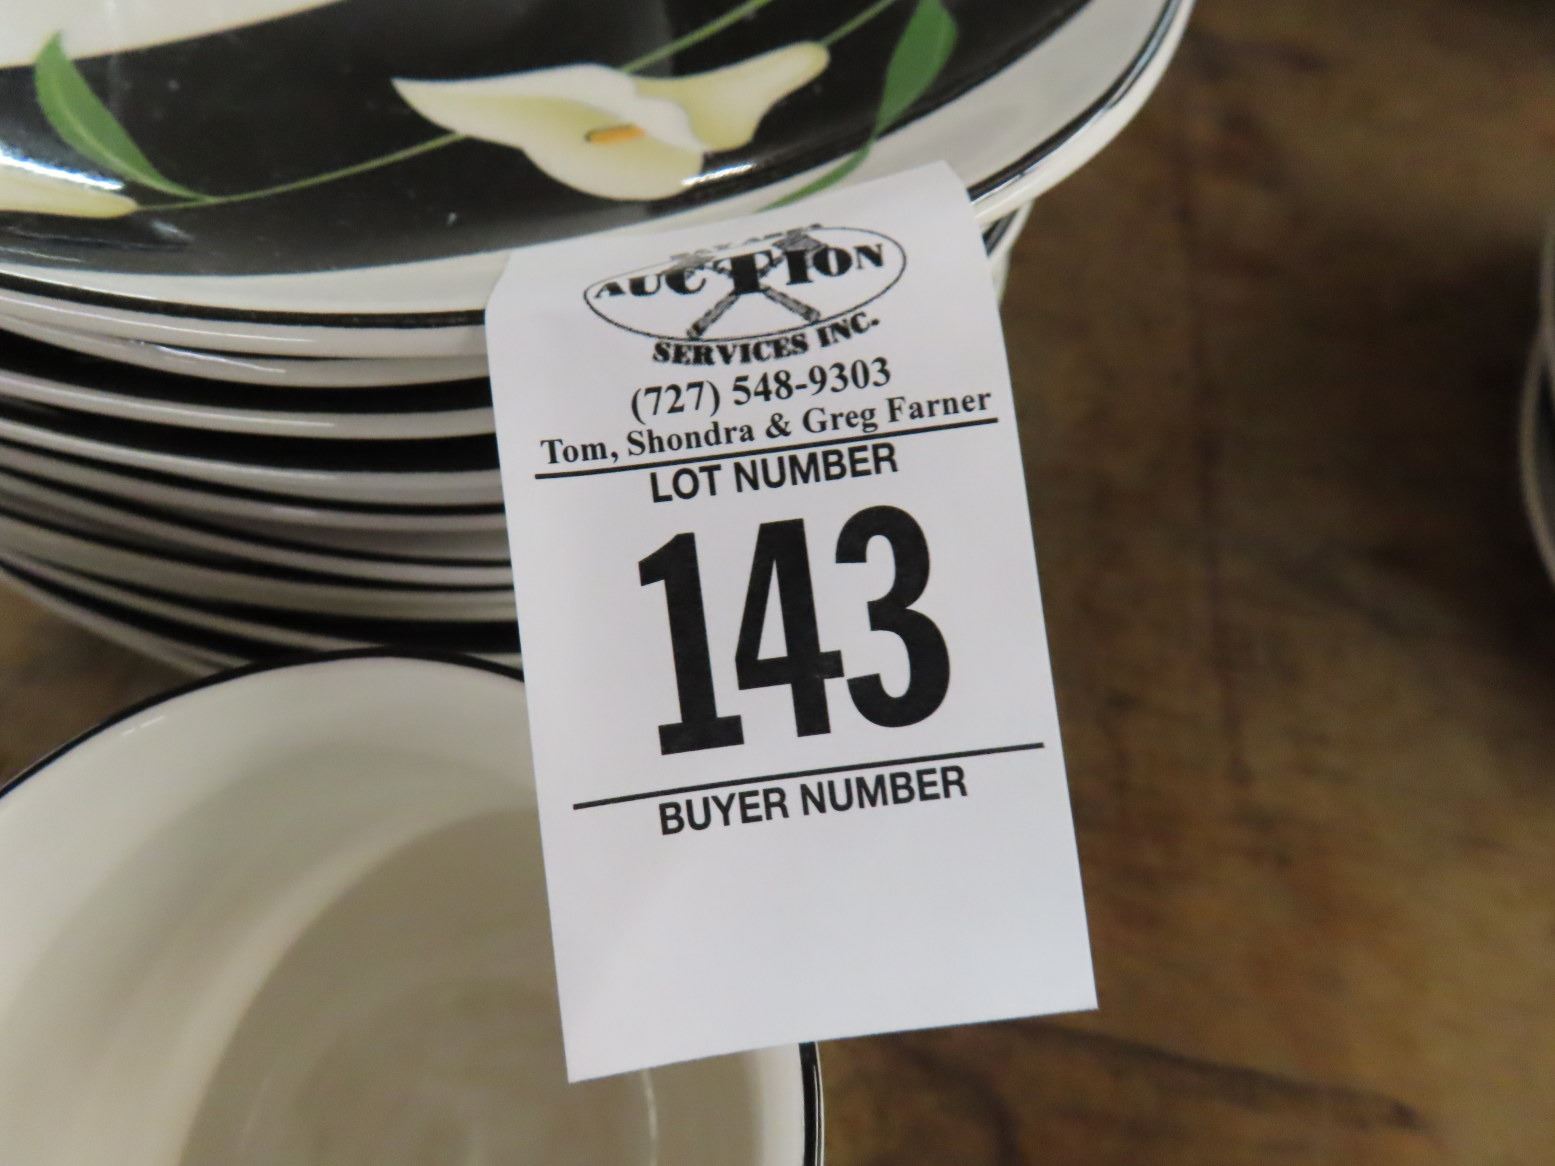 AUCTION
SERVICES INC.
(727) 548-9303
Tom, Shondra & Greg Farner
LOT NUMBER
143
BUYER NUMBER